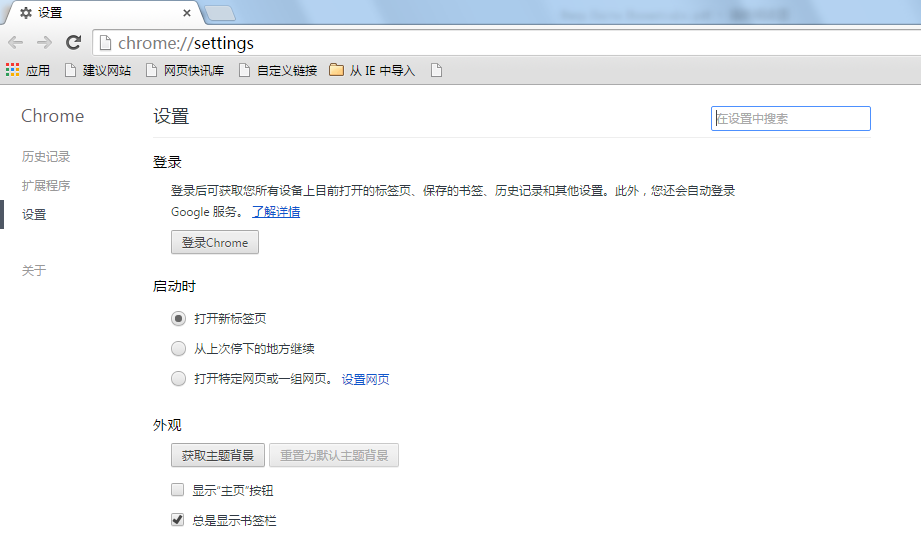 设置
chrome://settings
应用 建议网站 网页快讯库 自定义链接 从 IE 中导入
Chrome
历史记录
扩展程序
设置
关于
设置
在设置中搜索
登录
登录后可获取您所有设备上目前打开的标签页、保存的书签、历史记录和其他设置。此外，您还会自动登录
Google 服务。 了解详情
登录Chrome
启动时
打开新标签页
从上次停下的地方继续
打开特定网页或一组网页。 设置网页
外观
获取主题背景 重置为默认主题背景
显示“主页”按钮
总是显示书签栏